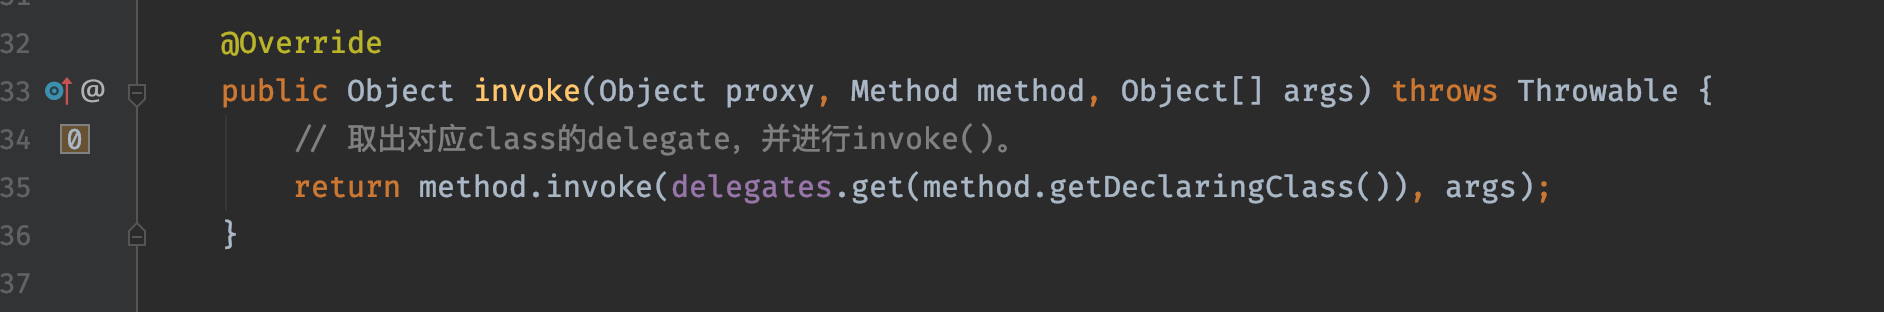 31
32 @Override
33 @ public Object invoke(Object proxy, Method method, Object[] args) throws Throwable {
34 0 // 取出对应class的delegate，并进行invoke()。
35 return method.invoke(delegates.get(method.getDeclaringClass()), args);
36 }
37